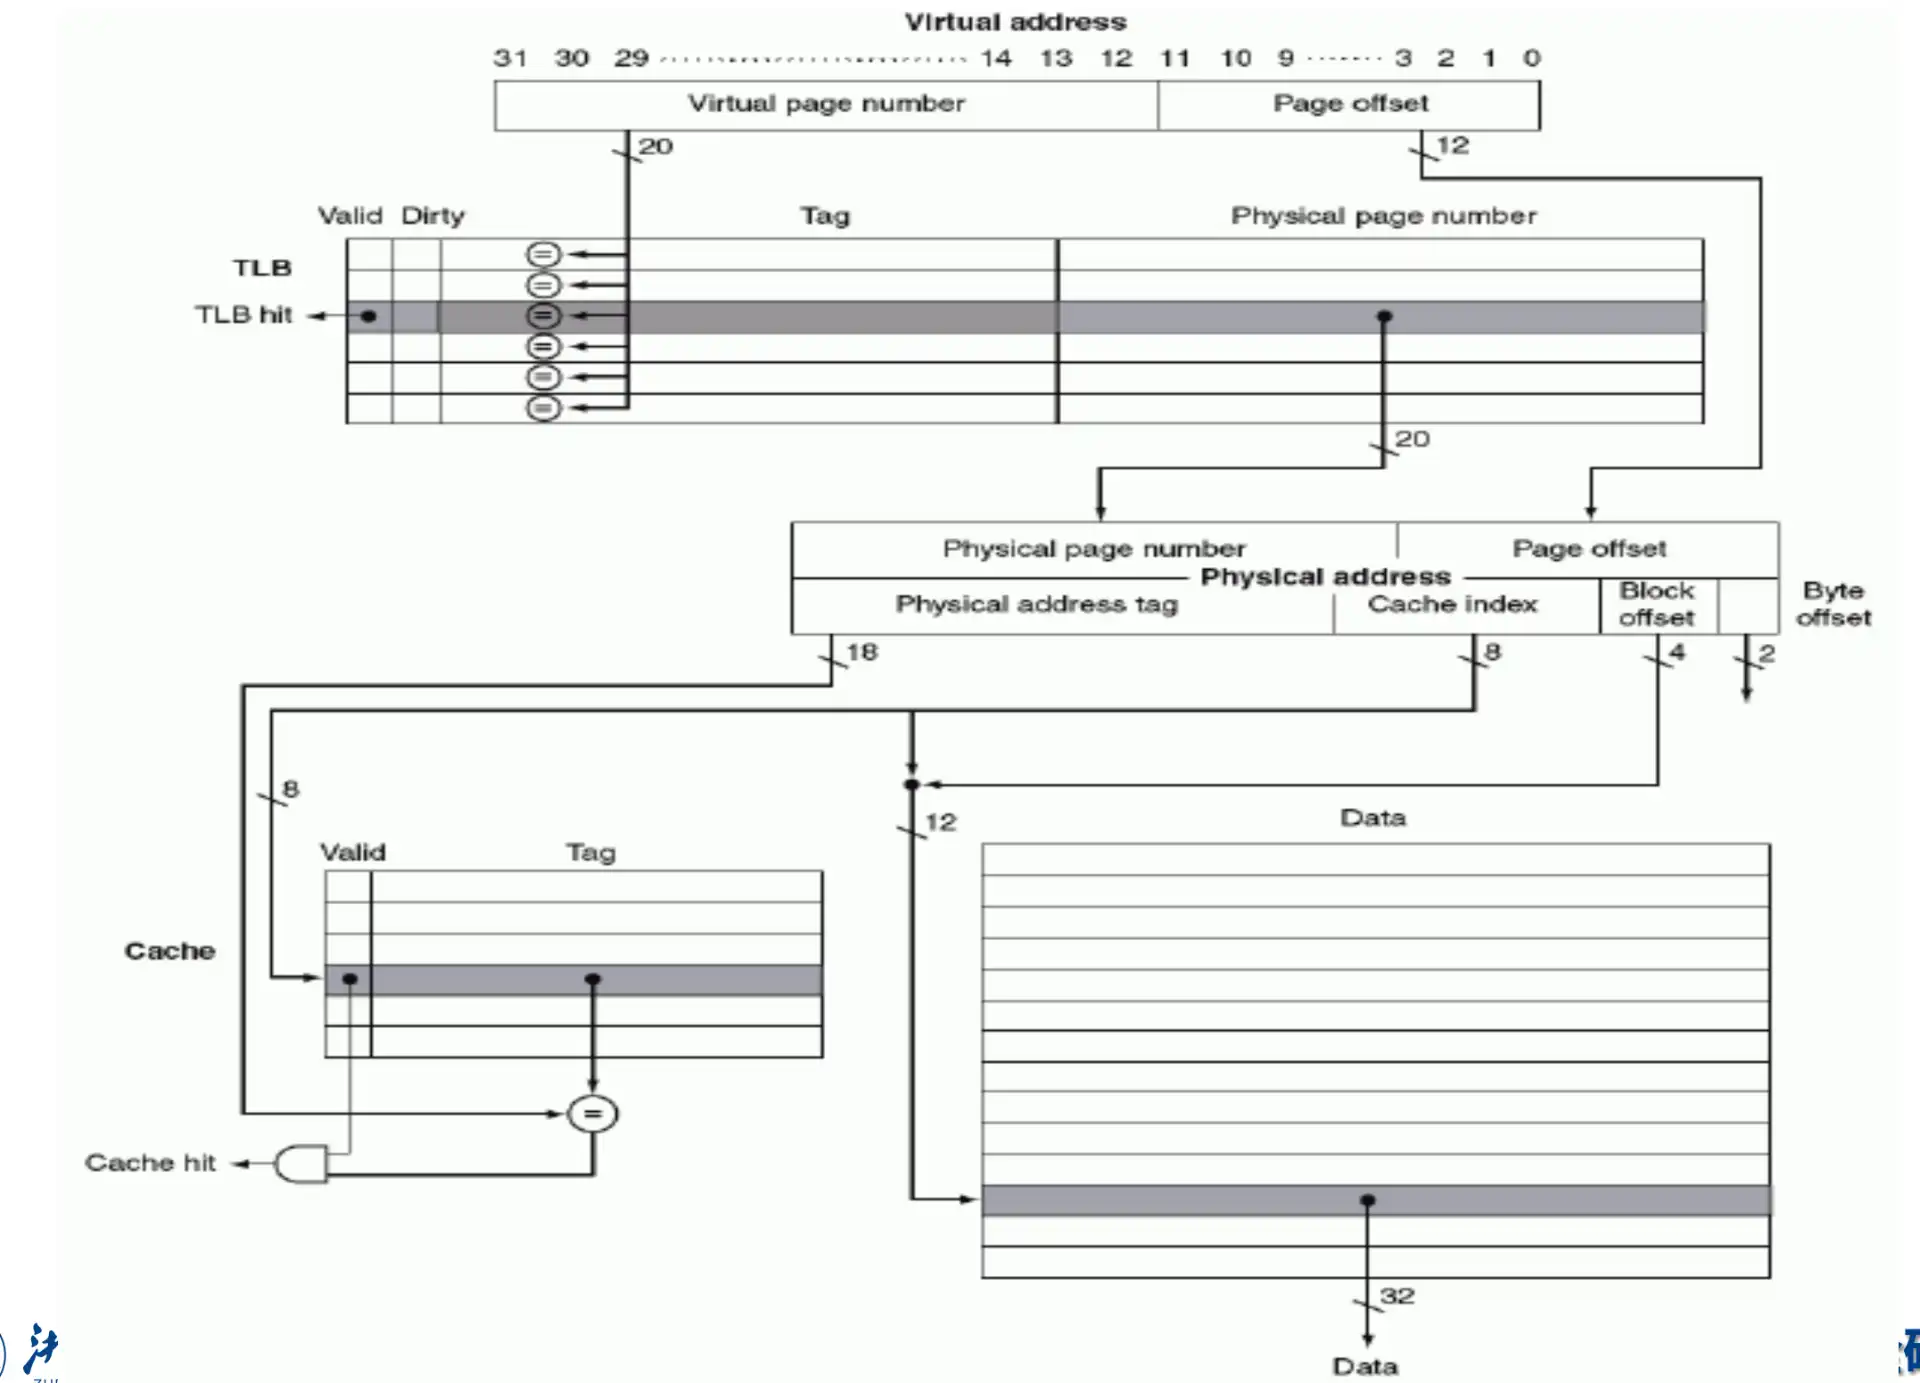 Virtual address
31 30 29 14 13 12 11 10 9 3 2 1 0
Virtual page number Page offset
20 12
Valid Dirty Tag Physical page number
TLB
TLB hit
=
=
=
=
=
=
20
Physical page number Page offset
Physical address
Physical address tag Cache index Block offset Byte offset
18 8 4 2
8
12
Data
Valid Tag
Cache
=
Cache hit
32
Data